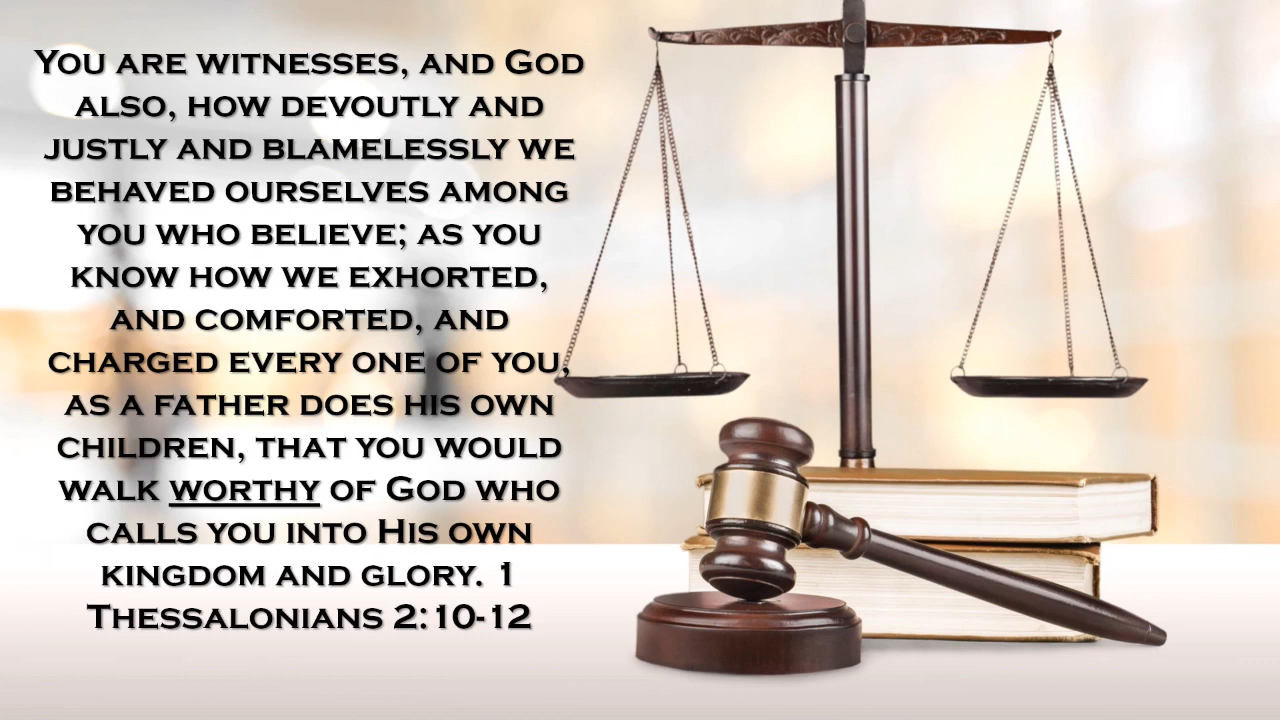 You are witnesses, and God
also, how devoutly and
justly and blamelessly we
behaved ourselves among
you who believe; as you
know how we exhorted,
and comforted, and
charged every one of you,
as a father does his own
children, that you would
walk worthy of God who
calls you into His own
kingdom and glory. 1
Thessalonians 2:10-12